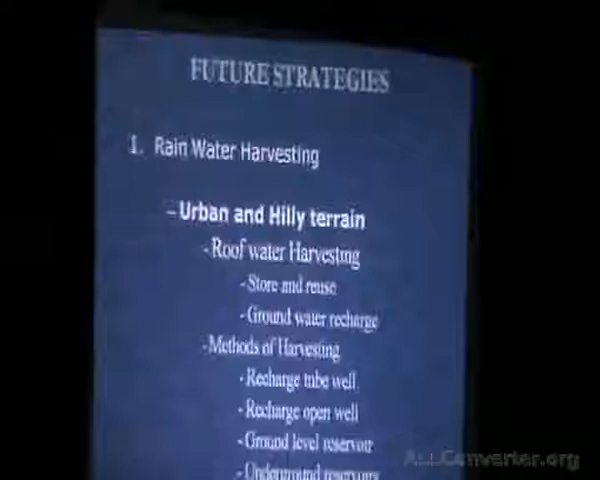 FUTURE STRATEGIES
1. Rain Water Harvesting
– Urban and Hilly terrain
- Roof water Harvesting
- Store and reuse
- Ground water recharge
- Methods of Harvesting
- Recharge tube well
- Recharge open well
- Ground level reservoir
- Underground reservoirs
ALLConverter.org